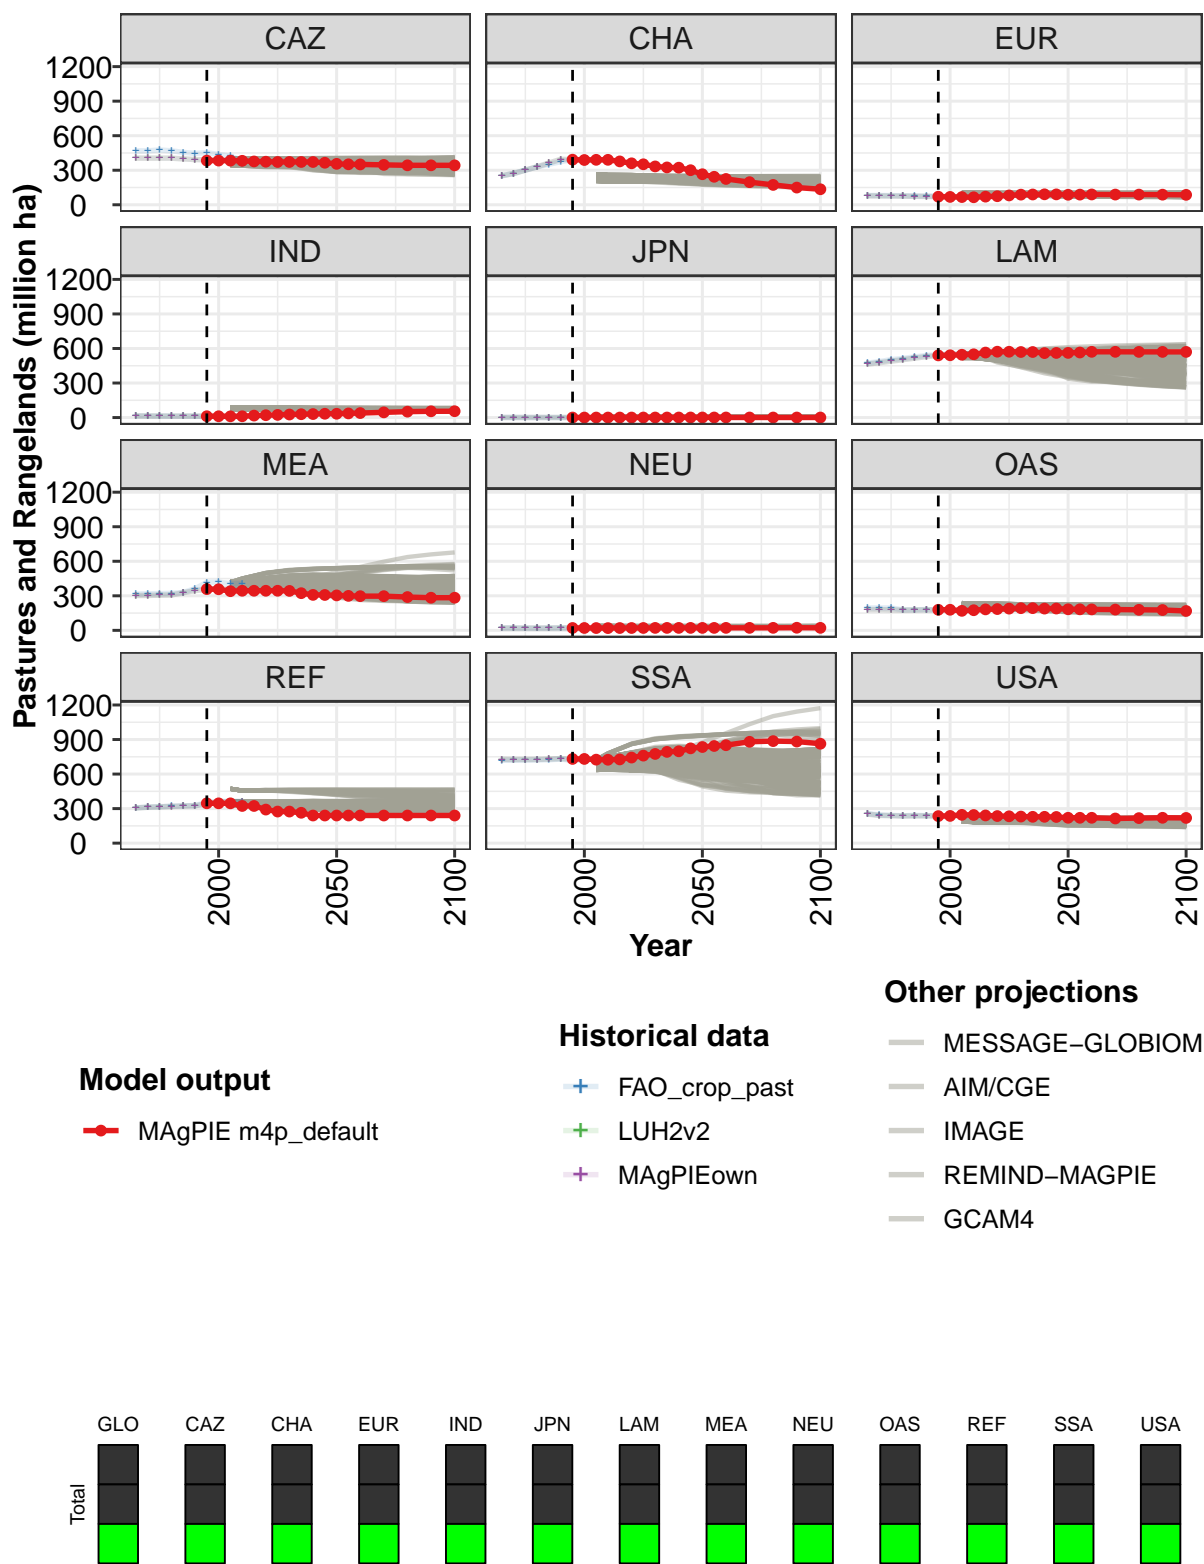 CAZ CHA EUR
1200
900
600
300
0
IND JPN LAM
1200
900
600
300
0
MEA NEU OAS
1200
900
600
300
0
REF SSA USA
1200
900
600
300
0
Pastures and Rangelands (million ha)
2000 2050 2100 2000 2050 2100 2000 2050 2100
Year
Model output
MAgPIE m4p_default
Historical data
FAO_crop_past
LUH2v2
MAgPIEown
Other projections
MESSAGE−GLOBIOM
AIM/CGE
IMAGE
REMIND−MAGPIE
GCAM4
GLO CAZ CHA EUR IND JPN LAM MEA NEU OAS REF SSA USA
Total